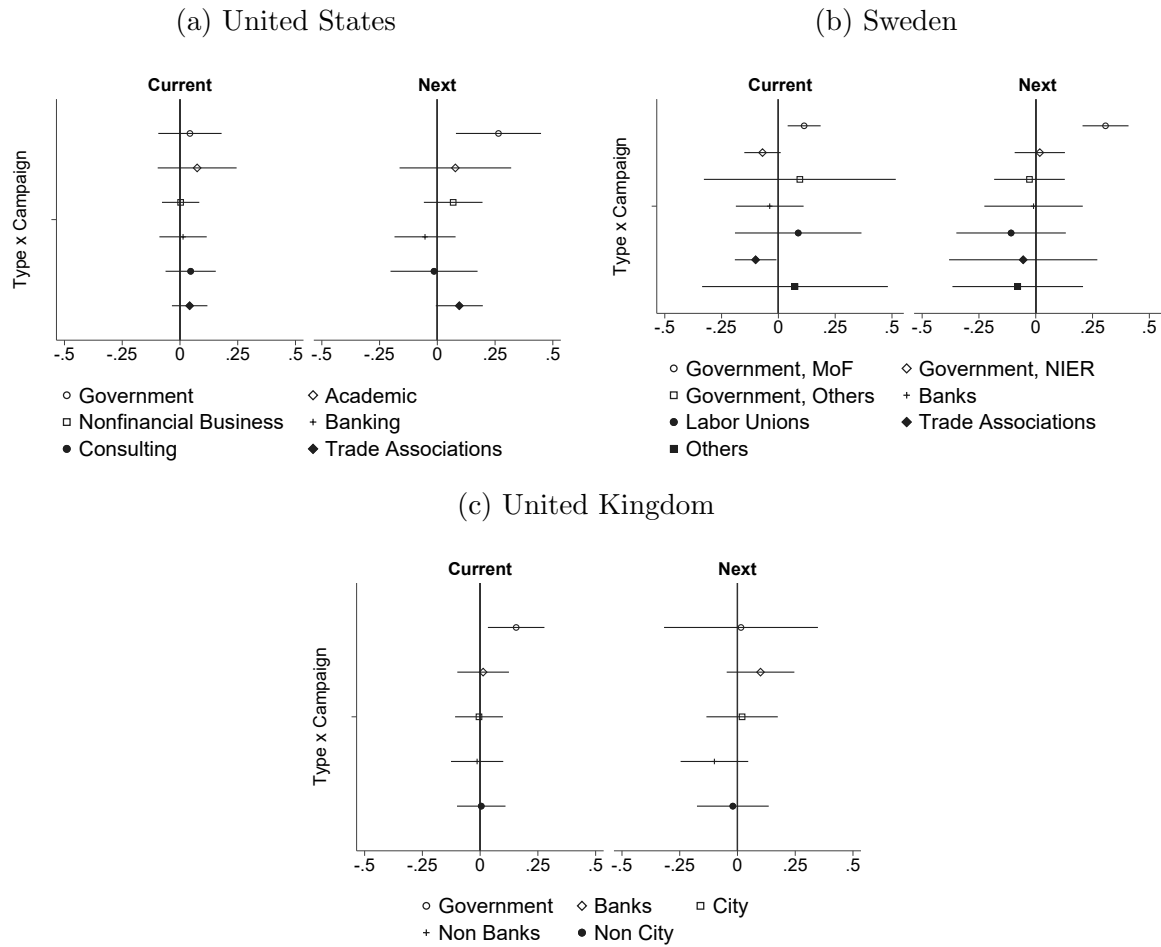 (a) United States
(b) Sweden
Current
Next
Type x Campaign
-.5 -.25 0 .25 .5
-.5 -.25 0 .25 .5
Government
Academic
Nonfinancial Business
Banking
Consulting
Trade Associations
Current
Next
Type x Campaign
-.5 -.25 0 .25 .5
-.5 -.25 0 .25 .5
Government, MoF
Government, NIER
Government, Others
Banks
Labor Unions
Trade Associations
Others
(c) United Kingdom
Current
Next
Type x Campaign
-.5 -.25 0 .25 .5
-.5 -.25 0 .25 .5
Government
Banks
City
Non Banks
Non City